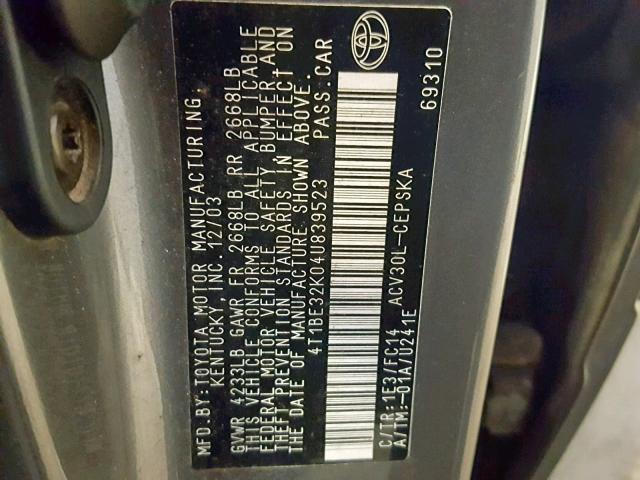 MFD.BY:TOYOTA MOTOR MANUFACTURING.
KENTUCKY, INC. 12/03
GVWR 4233LB GAWR FR 2668LB RR 2668LB
THIS VEHICLE CONFORMS TO ALL APPLICABLE
FEDERAL MOTOR VEHICLE SAFETY BUMPER AND
THEFT PREVENTION STANDARDS IN EFFECT ON
THE DATE OF MANUFACTURE SHOWN ABOVE.
4T1BE32K04U839523 PASS.CAR
C/TR:1E3/FC14 ACV30L-CEPSKA
A/TM:-01A/U241E 69310